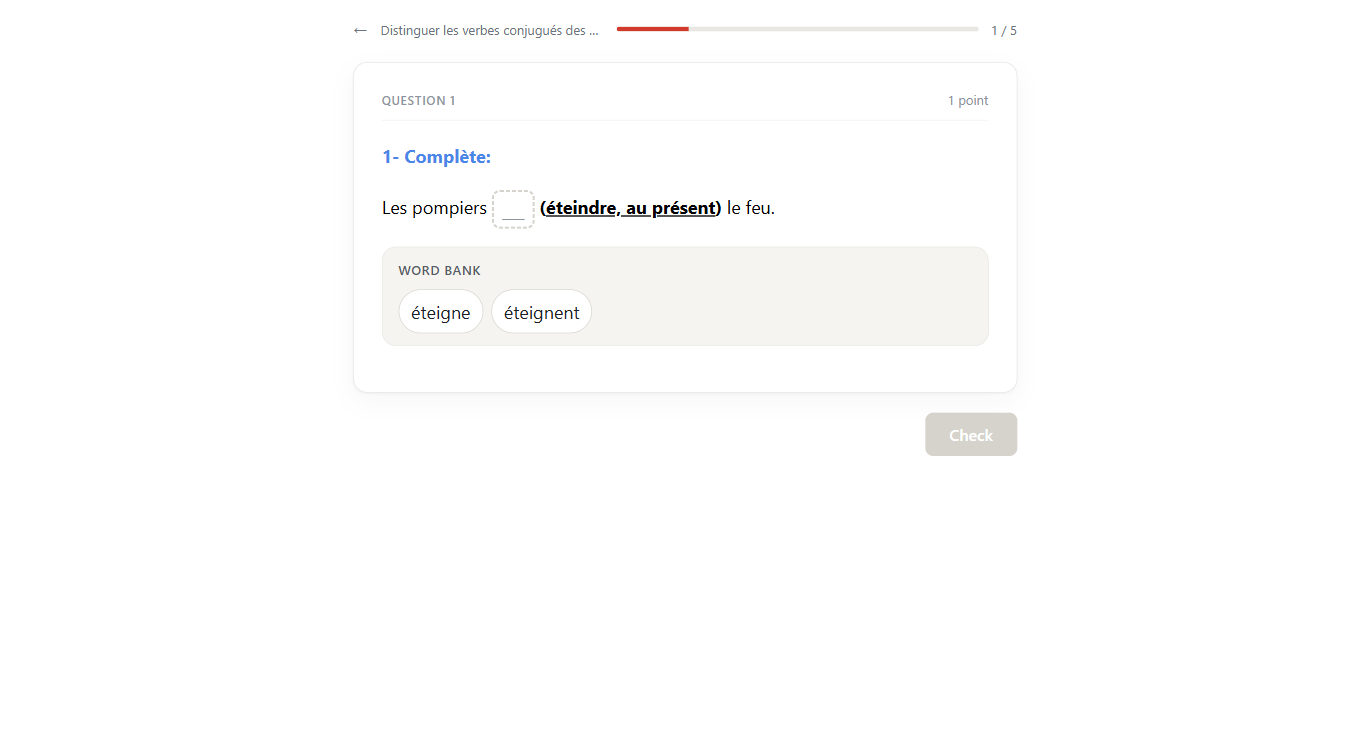 ← Distinguer les verbes conjugués des ... 1 / 5
QUESTION 1 1 point
1- Complète:
Les pompiers ___ (éteindre, au présent) le feu.
WORD BANK
éteigne éteignent
Check